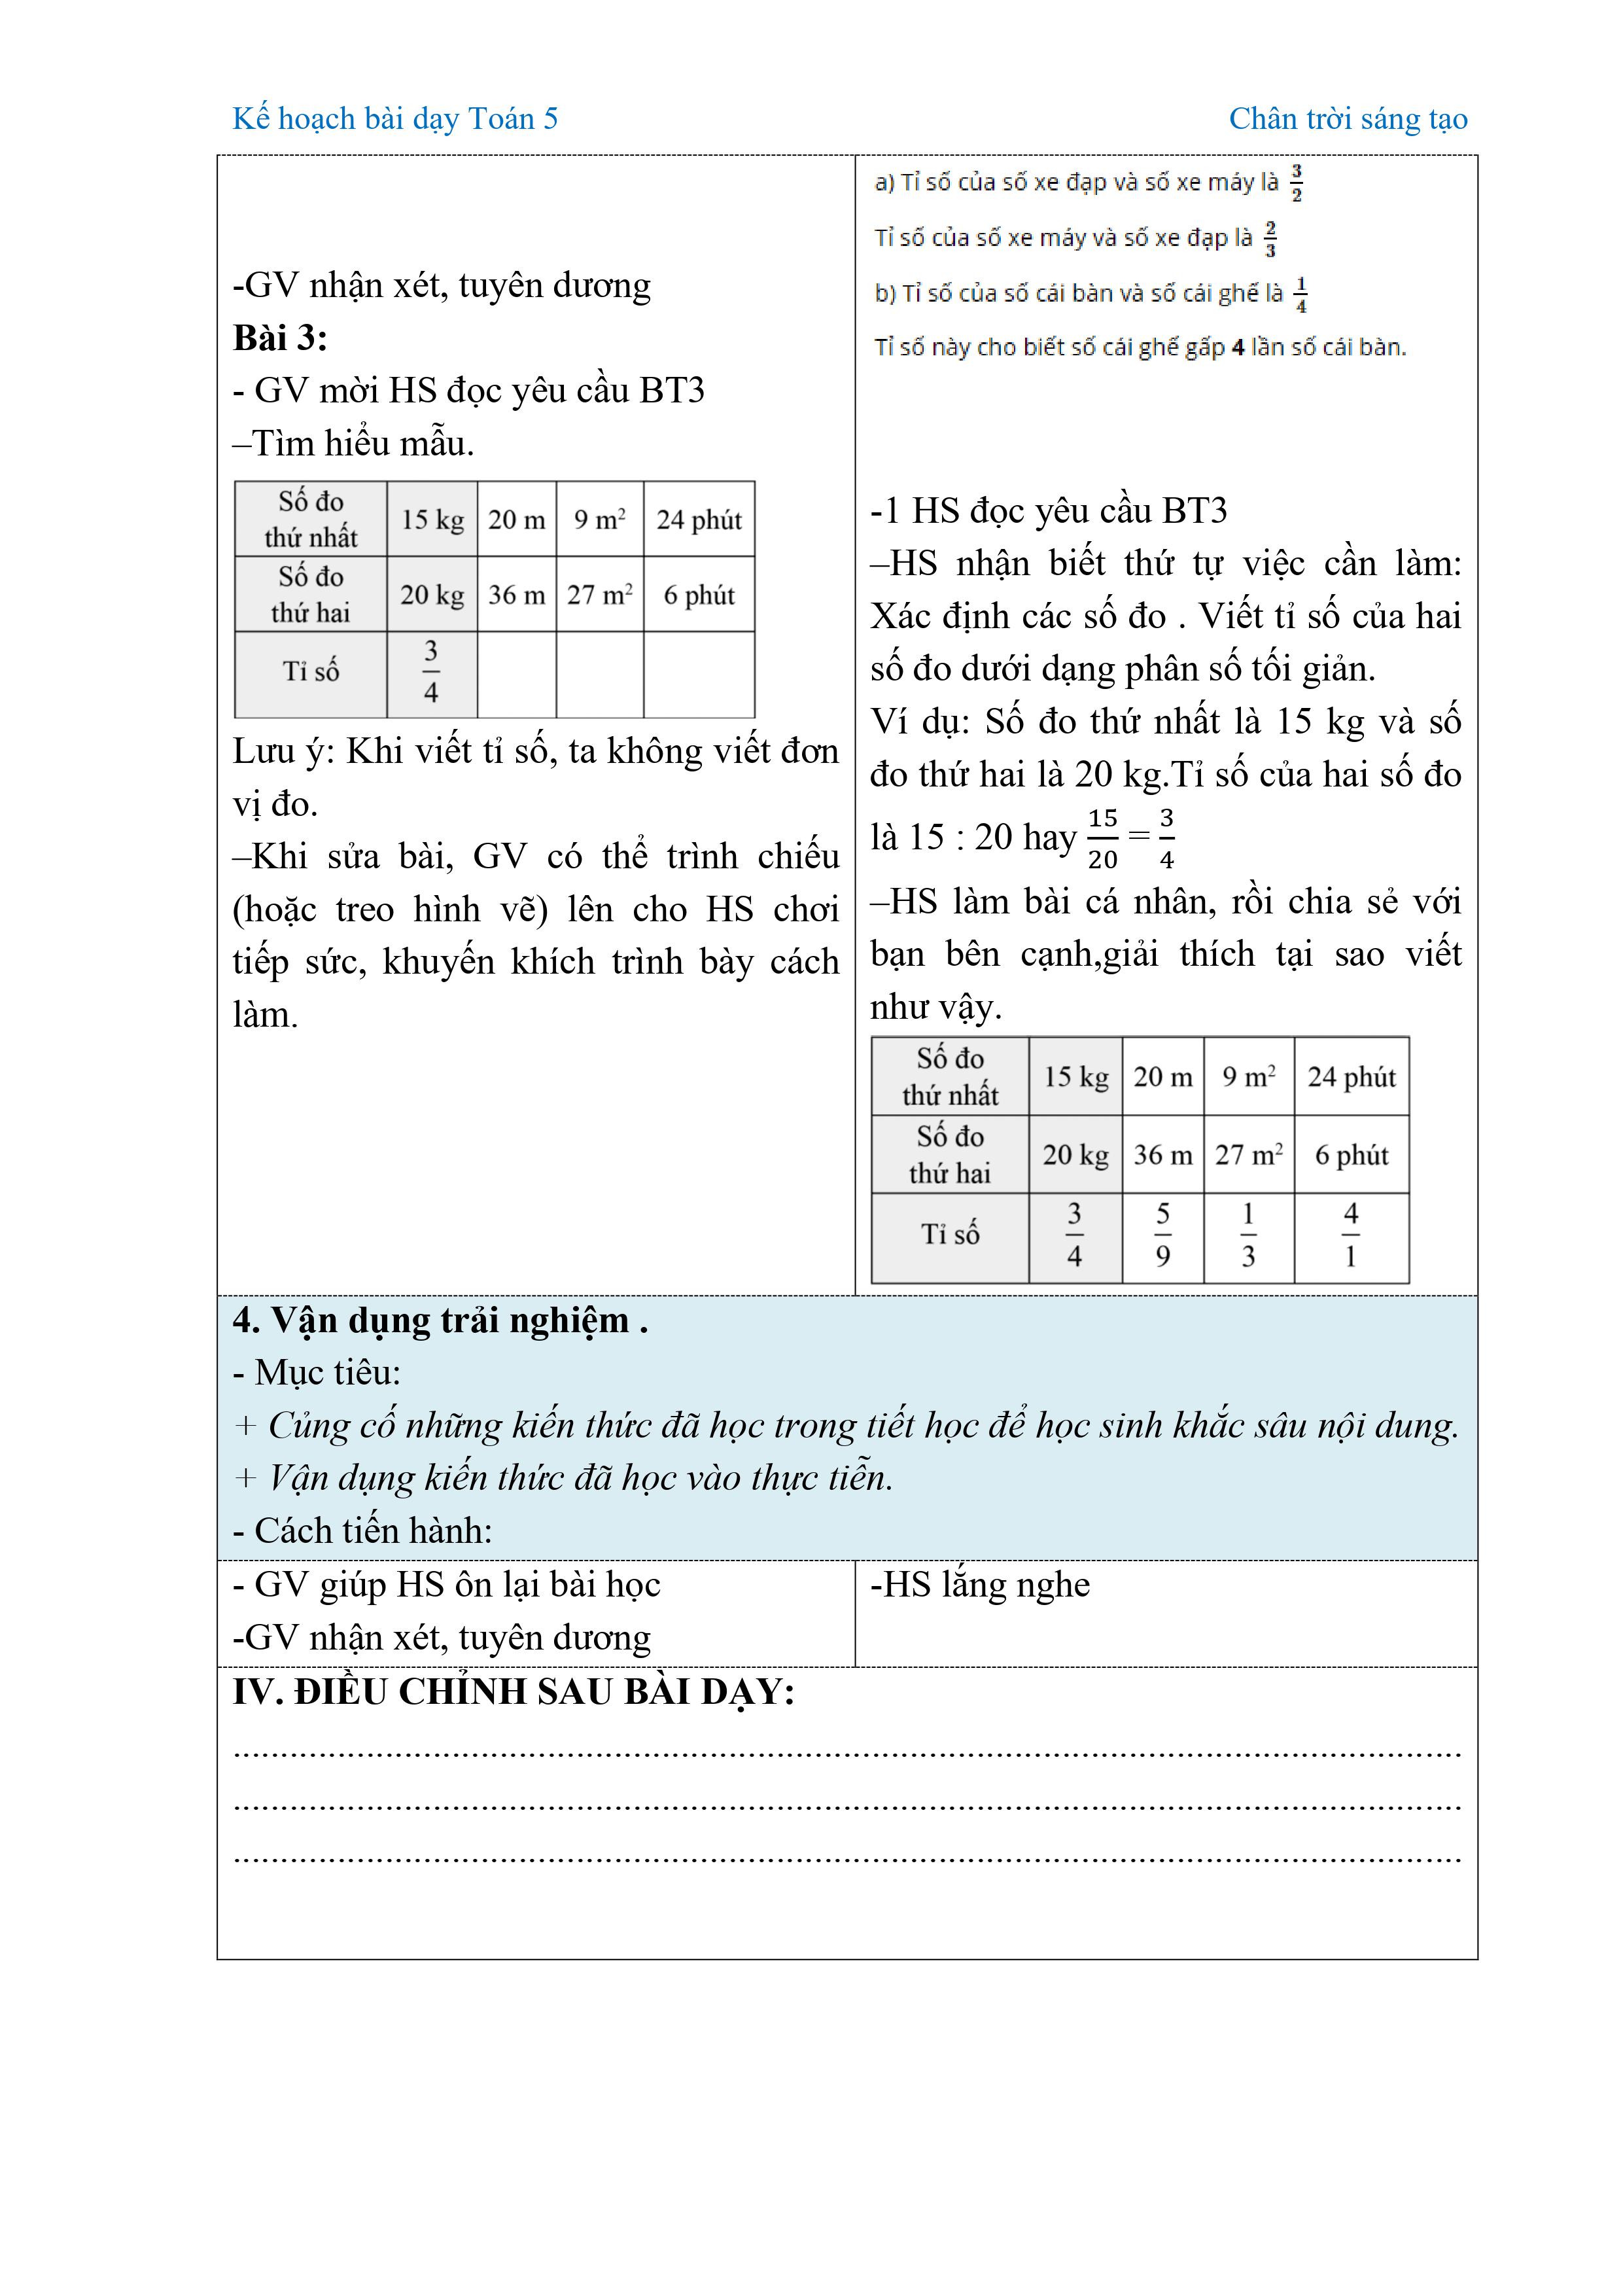 Kế hoạch bài dạy Toán 5 Chân trời sáng tạo
-GV nhận xét, tuyên dương
Bài 3:
- GV mời HS đọc yêu cầu BT3
–Tìm hiểu mẫu.
Số đo thứ nhất 15 kg 20 m 9 m² 24 phút
Số đo thứ hai 20 kg 36 m 27 m² 6 phút
Tỉ số 3/4
Lưu ý: Khi viết tỉ số, ta không viết đơn
vị đo.
–Khi sửa bài, GV có thể trình chiếu
(hoặc treo hình vẽ) lên cho HS chơi
tiếp sức, khuyến khích trình bày cách
làm.
a) Tỉ số của số xe đạp và số xe máy là 3/2
Tỉ số của số xe máy và số xe đạp là 2/3
b) Tỉ số của số cái bàn và số cái ghế là 1/4
Tỉ số này cho biết số cái ghế gấp 4 lần số cái bàn.
-1 HS đọc yêu cầu BT3
–HS nhận biết thứ tự việc cần làm:
Xác định các số đo . Viết tỉ số của hai
số đo dưới dạng phân số tối giản.
Ví dụ: Số đo thứ nhất là 15 kg và số
đo thứ hai là 20 kg.Tỉ số của hai số đo
là 15 : 20 hay 15/20 = 3/4
–HS làm bài cá nhân, rồi chia sẻ với
bạn bên cạnh,giải thích tại sao viết
như vậy.
Số đo thứ nhất 15 kg 20 m 9 m² 24 phút
Số đo thứ hai 20 kg 36 m 27 m² 6 phút
Tỉ số 3/4 5/9 1/3 4/1
4. Vận dụng trải nghiệm .
- Mục tiêu:
+ Củng cố những kiến thức đã học trong tiết học để học sinh khắc sâu nội dung.
+ Vận dụng kiến thức đã học vào thực tiễn.
- Cách tiến hành:
- GV giúp HS ôn lại bài học
-GV nhận xét, tuyên dương
-HS lắng nghe
IV. ĐIỀU CHỈNH SAU BÀI DẠY:
................................................................................
................................................................................
................................................................................